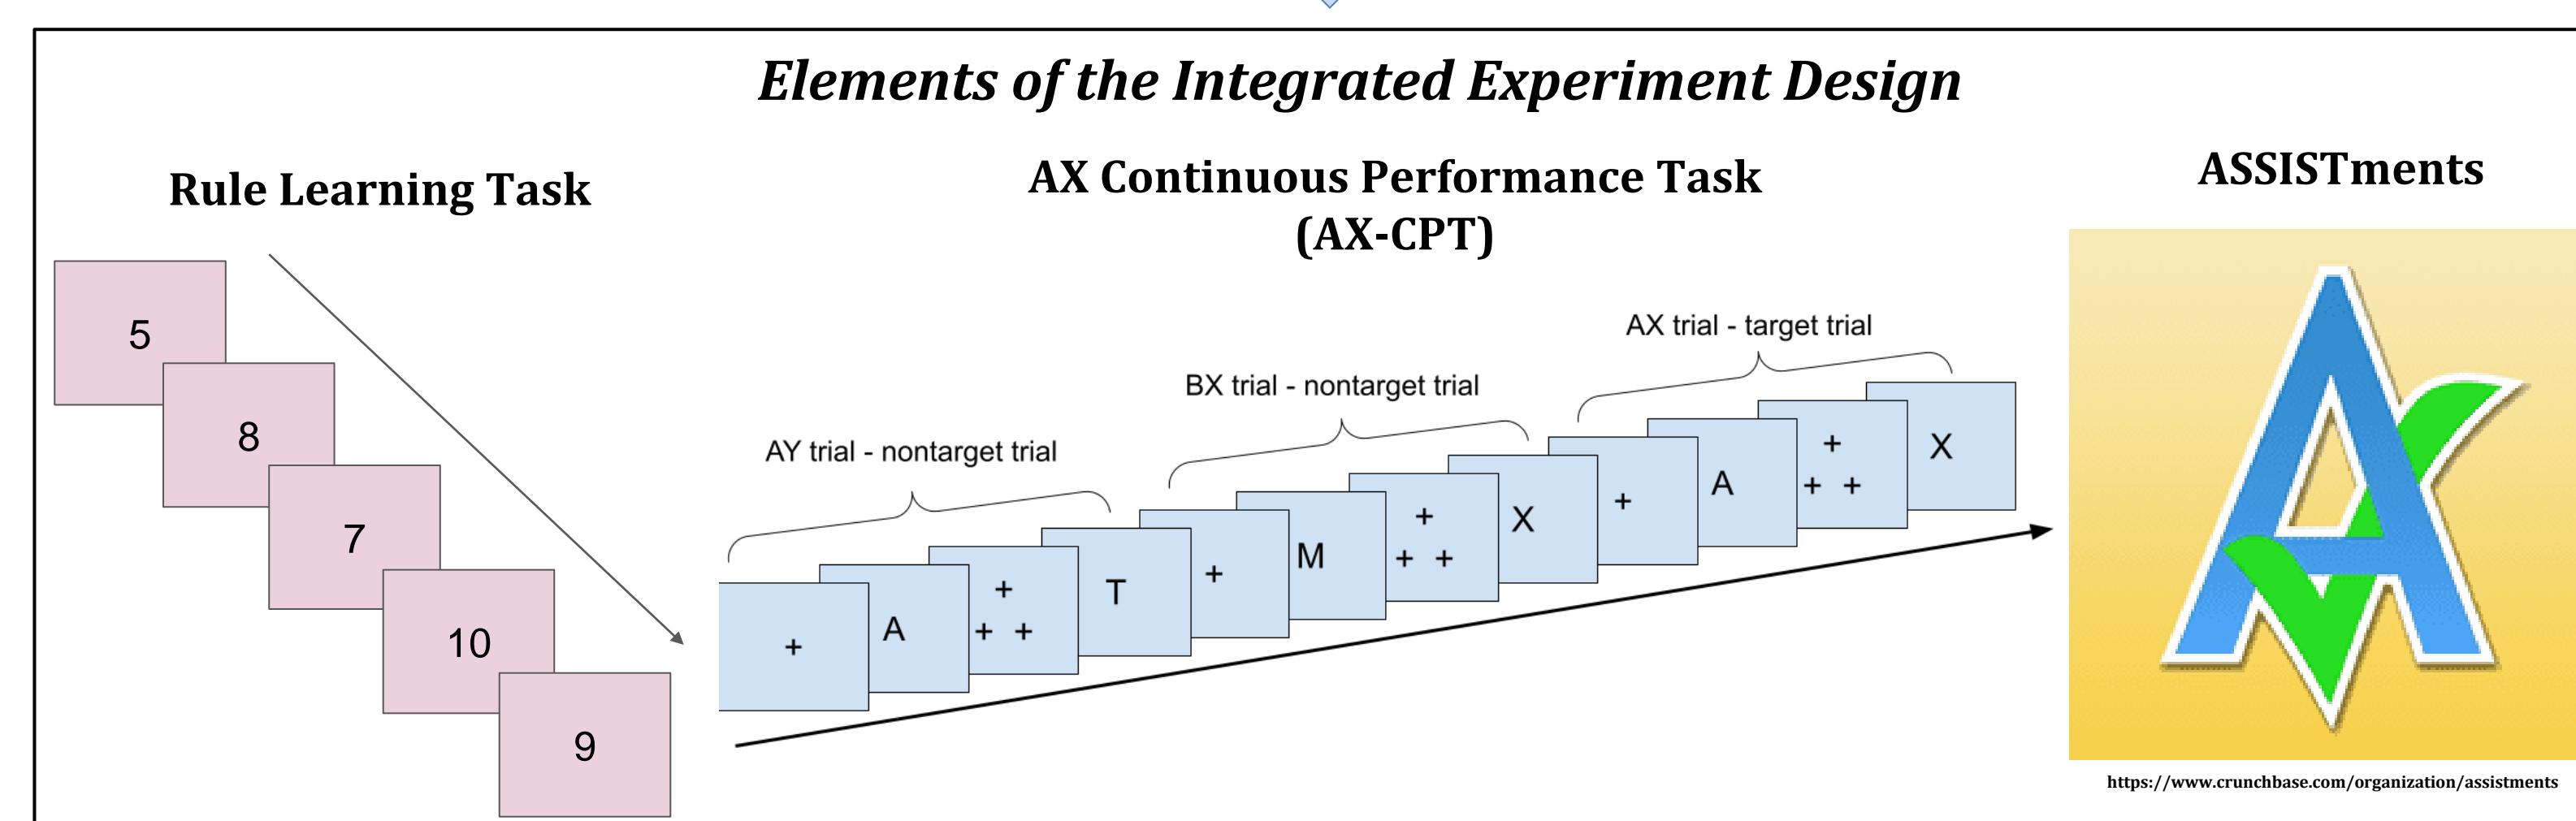 Elements of the Integrated Experiment Design
Rule Learning Task
5
8
7
10
9
AX Continuous Performance Task
(AX-CPT)
AY trial - nontarget trial
BX trial - nontarget trial
AX trial - target trial
+
A
+
+ +
T
+
M
+
+ +
X
+
A
+
+ +
X
ASSISTments
A
https://www.crunchbase.com/organization/assistments